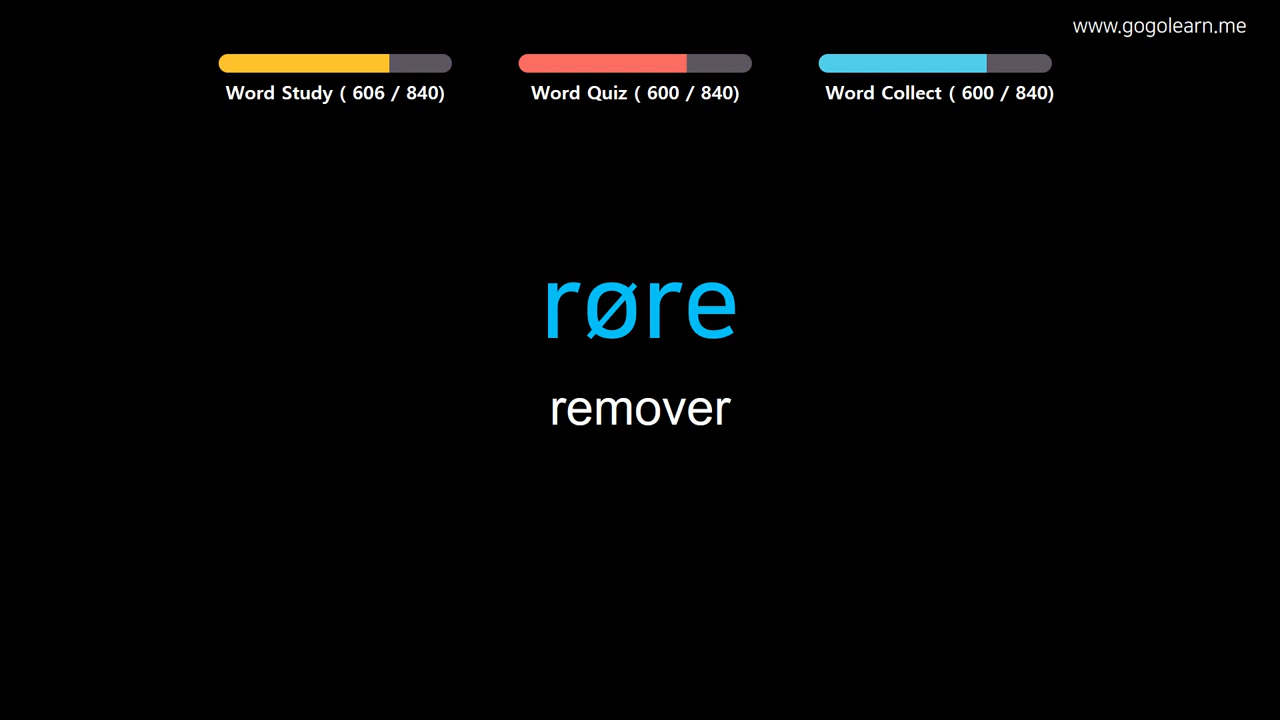 www.gogolearn.me
Word Study ( 606 / 840)
Word Quiz ( 600 / 840)
Word Collect ( 600 / 840)
røre
remover